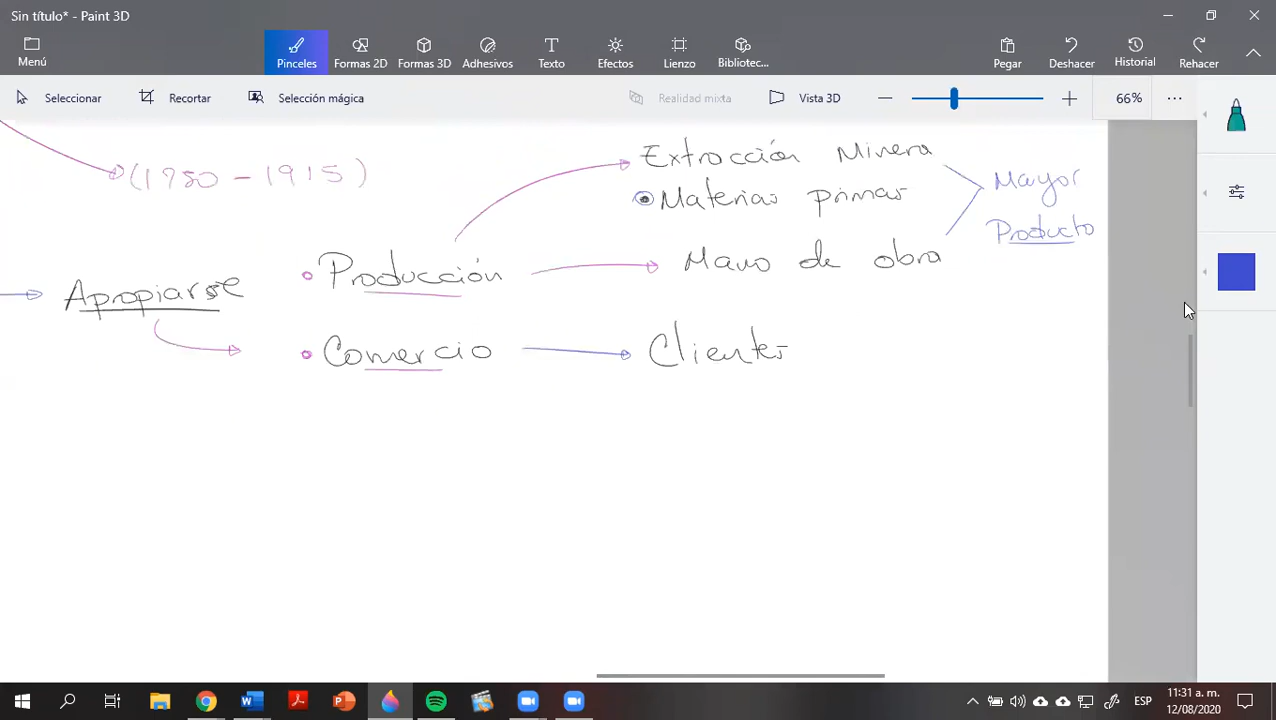 Sin título* - Paint 3D
Menú
Pinceles
Formas 2D
Formas 3D
Adhesivos
Texto
Efectos
Lienzo
Bibliotec...
Pegar
Deshacer
Historial
Rehacer
Seleccionar
Recortar
Selección mágica
Realidad mixta
Vista 3D
66%
(1780 - 1915)
Extracción Minera
Materias primas
Mayor
Producto
Producción
Mano de obra
Apropiarse
Comercio
Clientes
ESP
11:31 a. m.
12/08/2020